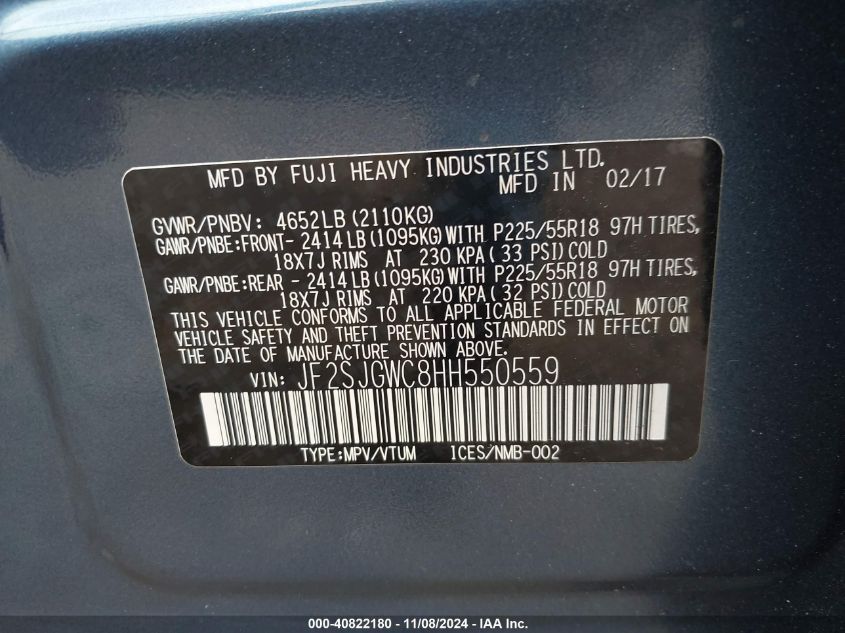 MFD BY FUJI HEAVY INDUSTRIES LTD.
MFD IN 02/17
GVWR/PNBV: 4652LB(2110KG)
GAWR/PNBE:FRONT- 2414LB(1095KG)WITH P225/55R18 97H TIRES,
18X7J RIMS AT 230 KPA(33 PSI)COLD
GAWR/PNBE:REAR - 2414LB(1095KG)WITH P225/55R18 97H TIRES,
18X7J RIMS AT 220 KPA(32 PSI)COLD
THIS VEHICLE CONFORMS TO ALL APPLICABLE FEDERAL MOTOR
VEHICLE SAFETY AND THEFT PREVENTION STANDARDS IN EFFECT ON
THE DATE OF MANUFACTURE SHOWN ABOVE.
VIN: JF2SJGWC8HH550559
TYPE:MPV/VTUM ICES/NMB-002
000-40822180 - 11/08/2024 - IAA Inc.